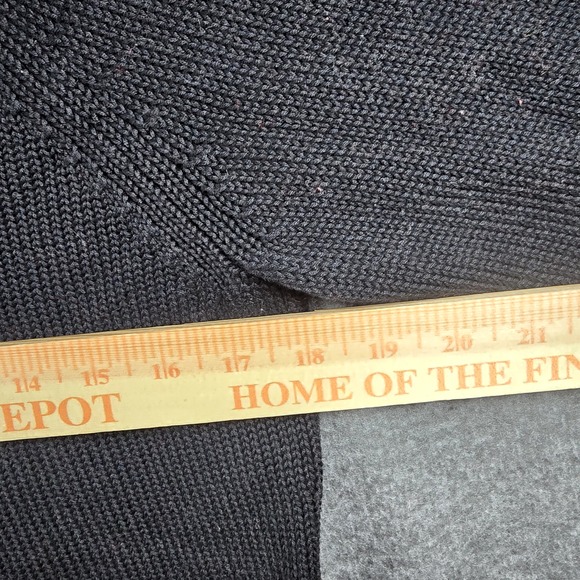 14 15 16 17 18 19 20 21
EPOT HOME OF THE FIN